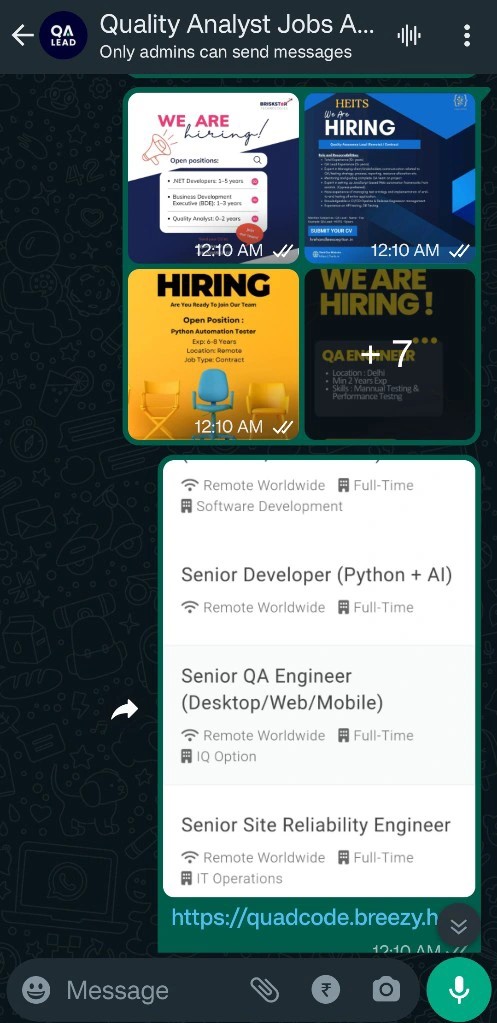 QA
LEAD
Quality Analyst Jobs A...
Only admins can send messages
BRISKSTAR
WE ARE
hiring!
Open positions:
.NET Developers: 1-5 years
Business Development
Executive (BDE): 1-3 years
Quality Analyst: 0-2 years
12:10 AM
HEITS
We Are
HIRING
SUBMIT YOUR CV
12:10 AM
HIRING
Are You Ready To Join Our Team
Open Position :
Python Automation Tester
Exp: 6-8 Years
Location: Remote
Job Type: Contract
12:10 AM
WE ARE
HIRING!
QA ENGINEER
• Location : Delhi
• Min 2 Years Exp
• Skills : Mannual Testing &
Performance Testng
+ 7
Remote Worldwide Full-Time
Software Development
Senior Developer (Python + AI)
Remote Worldwide Full-Time
Senior QA Engineer
(Desktop/Web/Mobile)
Remote Worldwide Full-Time
IQ Option
Senior Site Reliability Engineer
Remote Worldwide Full-Time
IT Operations
https://quadcode.breezy.h
12:10 AM
Message